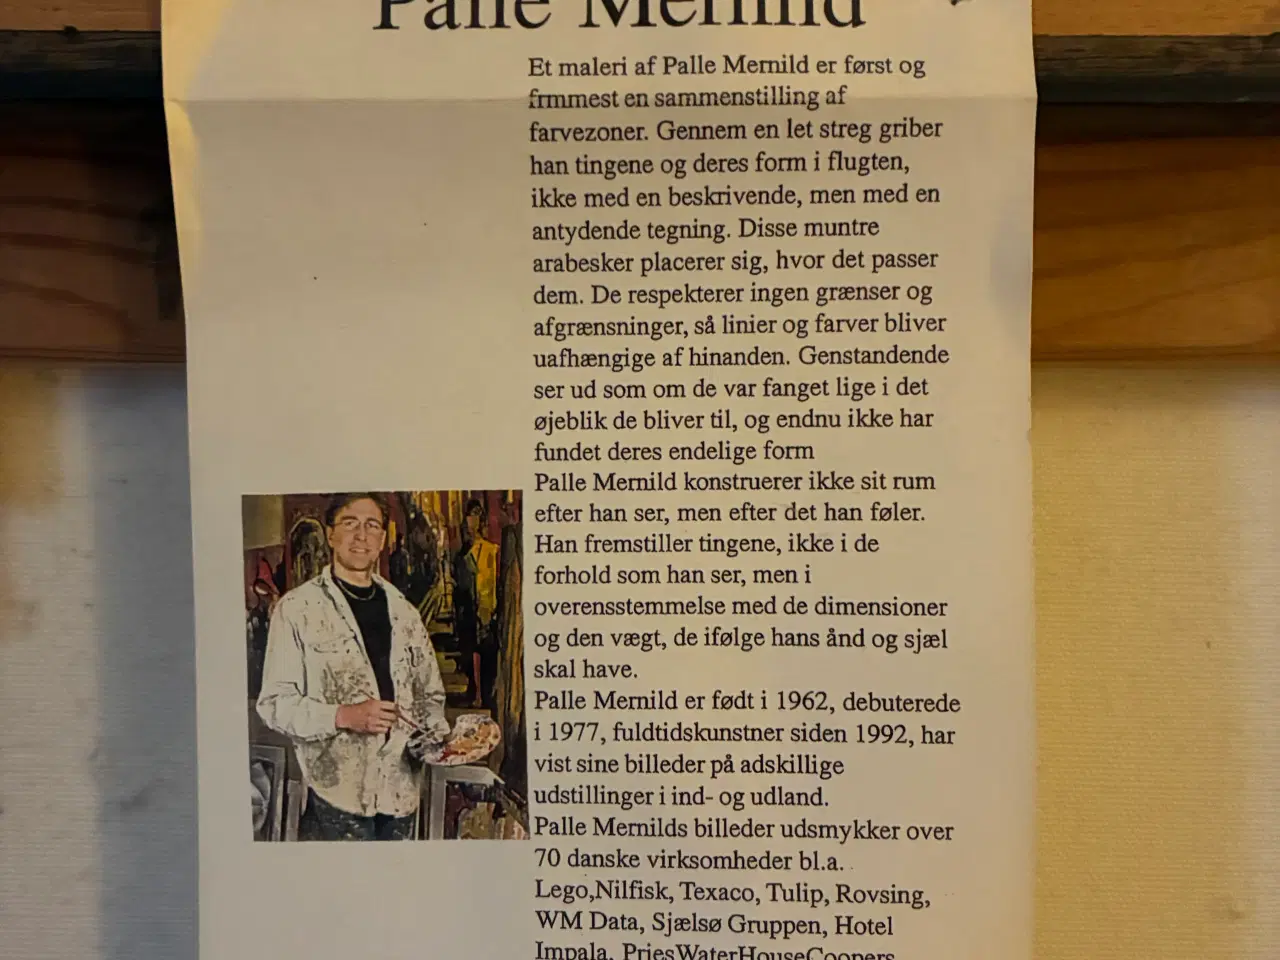 Palle Mernild
Et maleri af Palle Mernild er først og
frmmest en sammenstilling af
farvezoner. Gennem en let streg griber
han tingene og deres form i flugten,
ikke med en beskrivende, men med en
antydende tegning. Disse muntre
arabesker placerer sig, hvor det passer
dem. De respekterer ingen grænser og
afgrænsninger, så linier og farver bliver
uafhængige af hinanden. Genstandende
ser ud som om de var fanget lige i det
øjeblik de bliver til, og endnu ikke har
fundet deres endelige form
Palle Mernild konstruerer ikke sit rum
efter han ser, men efter det han føler.
Han fremstiller tingene, ikke i de
forhold som han ser, men i
overensstemmelse med de dimensioner
og den vægt, de ifølge hans ånd og sjæl
skal have.
Palle Mernild er født i 1962, debuterede
i 1977, fuldtidskunstner siden 1992, har
vist sine billeder på adskillige
udstillinger i ind- og udland.
Palle Mernilds billeder udsmykker over
70 danske virksomheder bl.a.
Lego,Nilfisk, Texaco, Tulip, Rovsing,
WM Data, Sjælsø Gruppen, Hotel
Impala, PriesWaterHouseCoopers